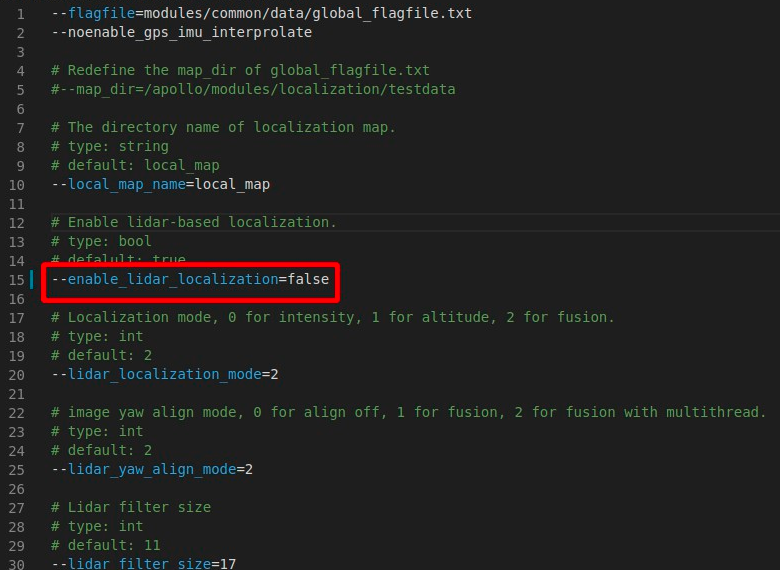 1 --flagfile=modules/common/data/global_flagfile.txt
2 --noenable_gps_imu_interprolate
3
4 # Redefine the map_dir of global_flagfile.txt
5 #--map_dir=/apollo/modules/localization/testdata
6
7 # The directory name of localization map.
8 # type: string
9 # default: local_map
10 --local_map_name=local_map
11
12 # Enable lidar-based localization.
13 # type: bool
14 # defalult: true
15 --enable_lidar_localization=false
16
17 # Localization mode, 0 for intensity, 1 for altitude, 2 for fusion.
18 # type: int
19 # default: 2
20 --lidar_localization_mode=2
21
22 # image yaw align mode, 0 for align off, 1 for fusion, 2 for fusion with multithread.
23 # type: int
24 # default: 2
25 --lidar_yaw_align_mode=2
26
27 # Lidar filter size
28 # type: int
29 # default: 11
30 --lidar_filter_size=17